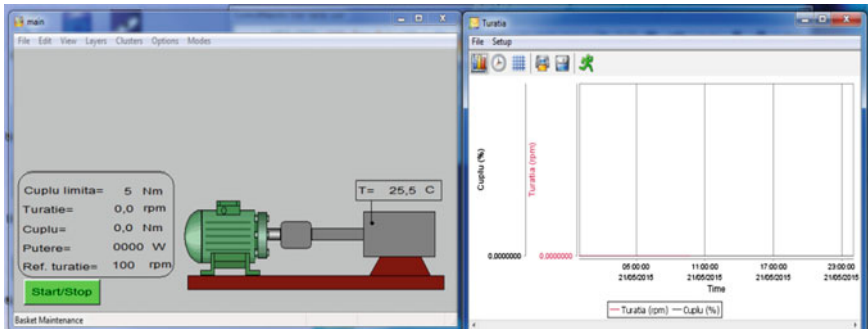 main
File Edit View Layers Clusters Options Modes
Cuplu limita= 5 Nm
Turatie= 0,0 rpm
Cuplu= 0,0 Nm
Putere= 0000 W
Ref. turatie= 100 rpm
Start/Stop
T= 25,5 C
Basket Maintenance
Turatia
File Setup
Cuplu (%)
Turatia (rpm)
0,0000000 0,0000000
05:00:00 11:00:00 17:00:00 23:00:00
21/05/2015 21/05/2015 21/05/2015 21/05/2015
Time
Turatia (rpm) Cuplu (%)